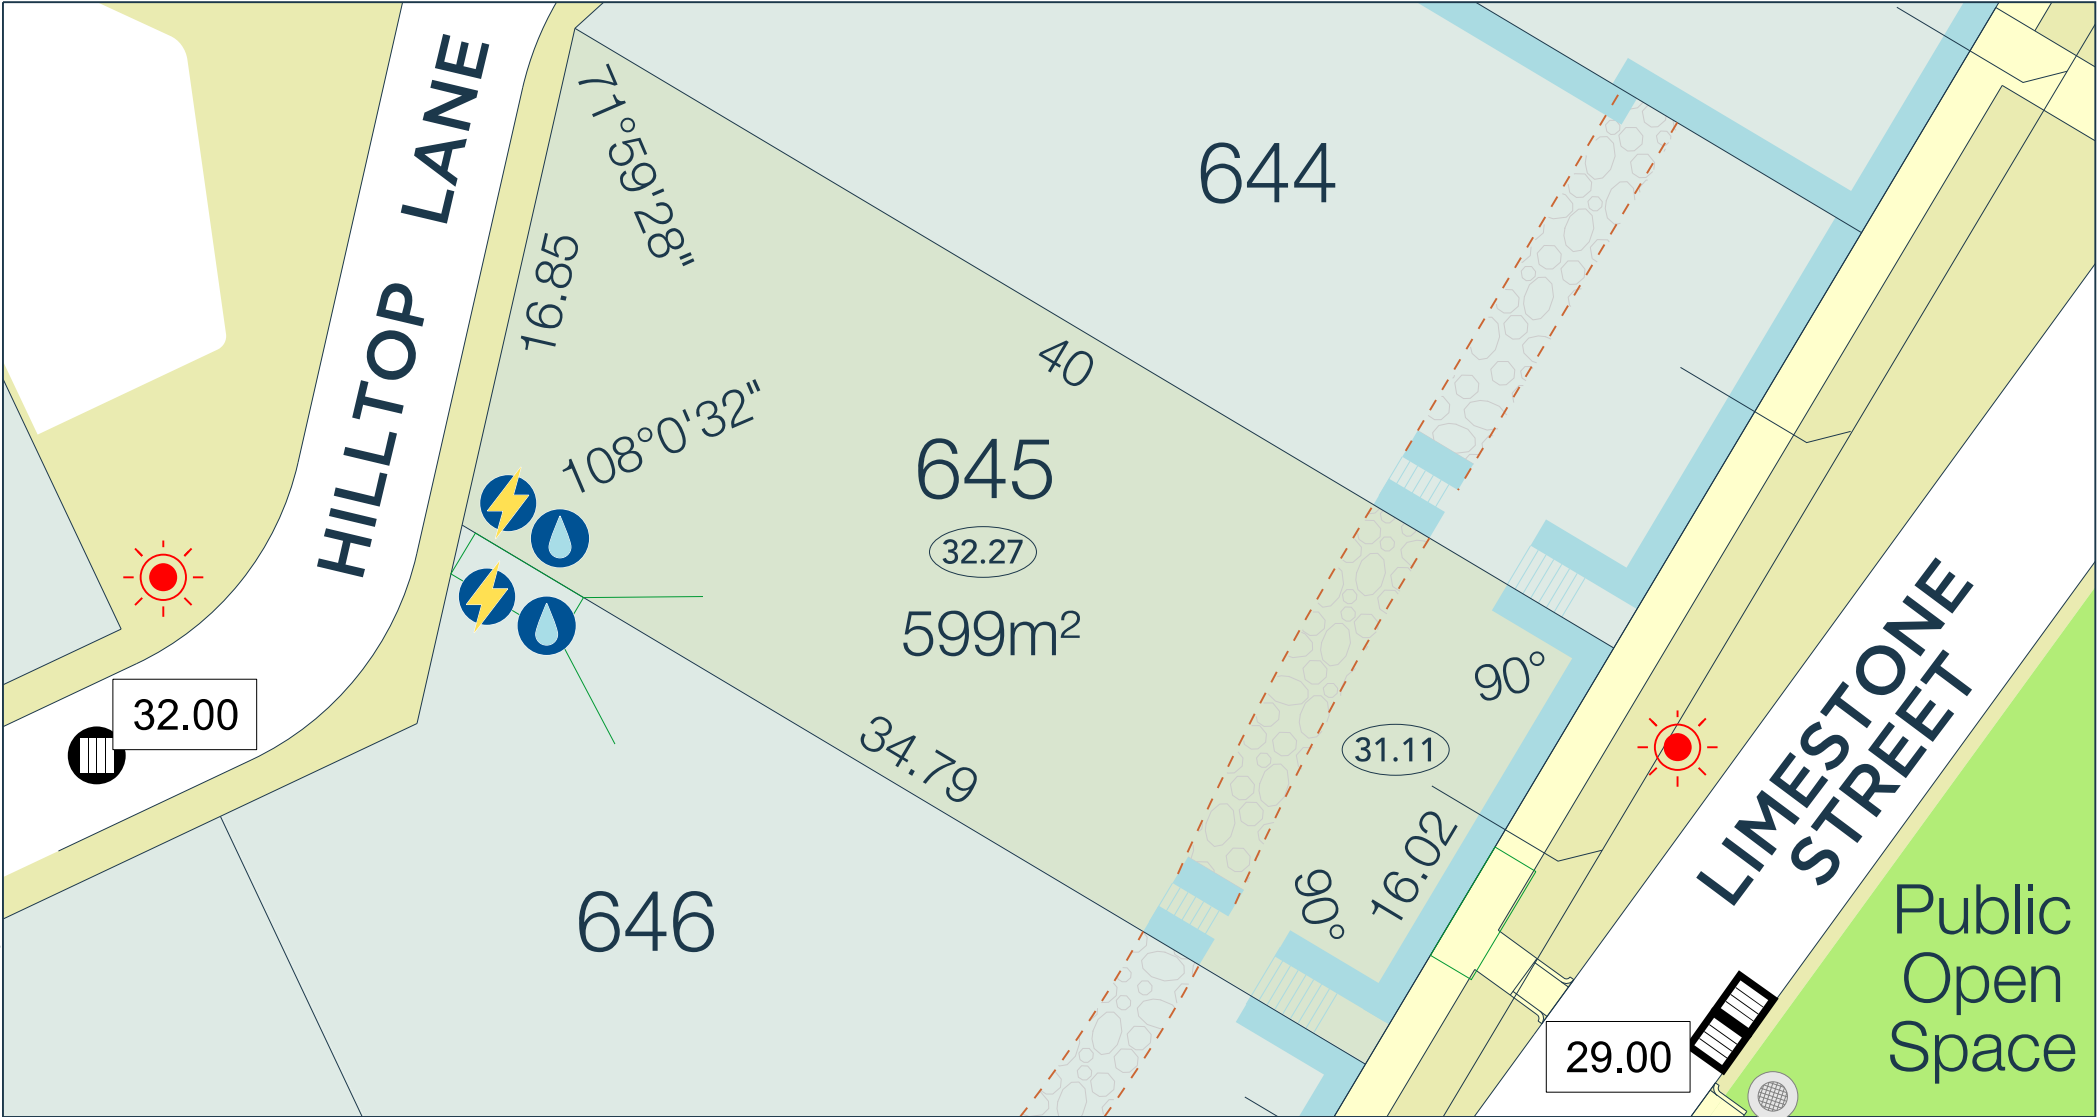 HILLTOP LANE
71°59'28"
16.85
644
40
108°0'32"
645
32.27
599m²
90°
31.11
34.79
16.02
90°
32.00
646
LIMESTONE
STREET
Public
Open
Space
29.00